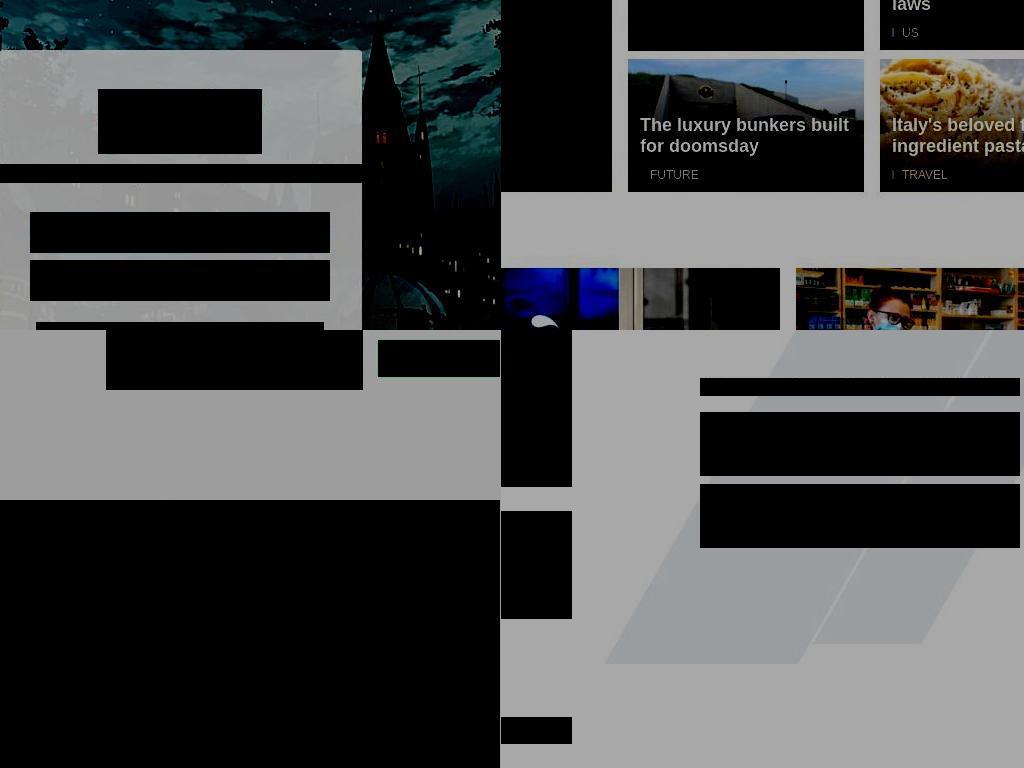 laws
US
The luxury bunkers built
for doomsday
FUTURE
Italy's beloved
ingredient past
TRAVEL